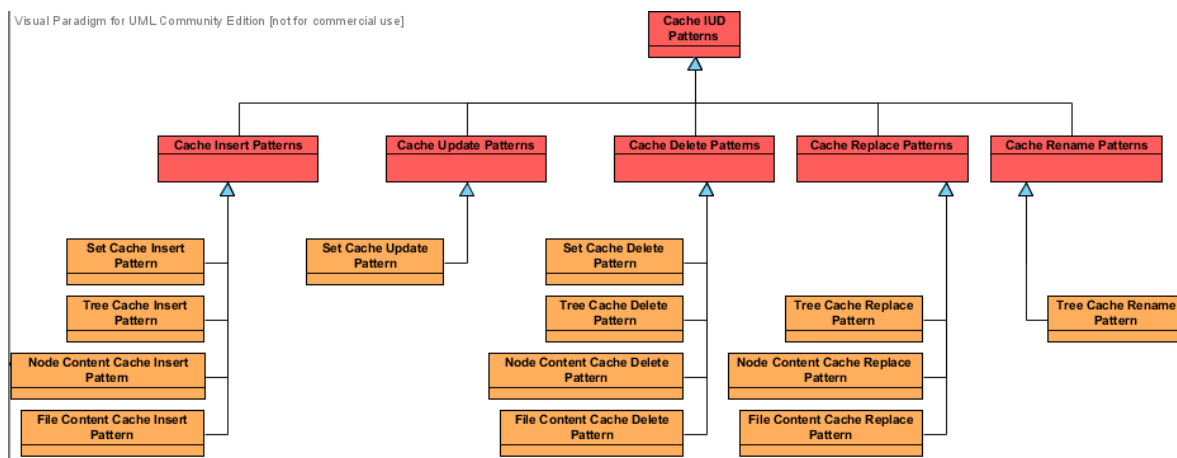 Visual Paradigm for UML Community Edition [not for commercial use]
Cache IUD
Patterns
Cache Insert Patterns
Cache Update Patterns
Cache Delete Patterns
Cache Replace Patterns
Cache Rename Patterns
Set Cache Insert
Pattern
Set Cache Update
Pattern
Set Cache Delete
Pattern
Tree Cache Insert
Pattern
Tree Cache Delete
Pattern
Tree Cache Replace
Pattern
Tree Cache Rename
Pattern
Node Content Cache Insert
Pattem
Node Content Cache Delete
Pattern
Node Content Cache Replace
Pattern
File Content Cache Insert
Pattern
File Content Cache Delete
Pattern
File Content Cache Replace
Pattern